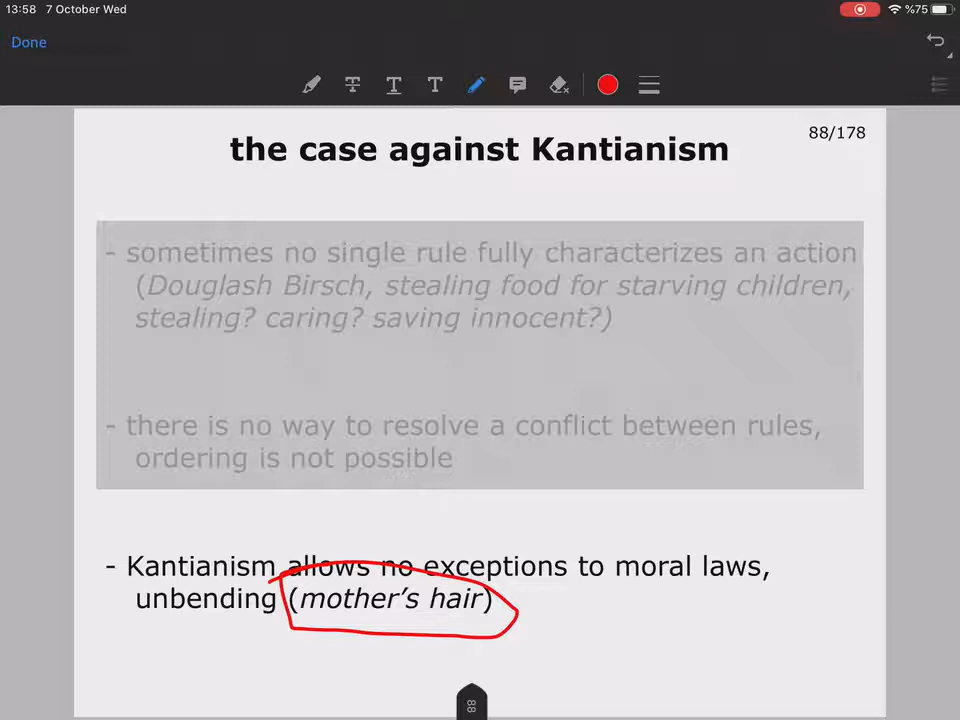 13:58 7 October Wed %75
Done
T T T
88/178
the case against Kantianism
- sometimes no single rule fully characterizes an action
(Douglash Birsch, stealing food for starving children,
stealing? caring? saving innocent?)
- there is no way to resolve a conflict between rules,
ordering is not possible
- Kantianism allows no exceptions to moral laws,
unbending (mother’s hair)
88